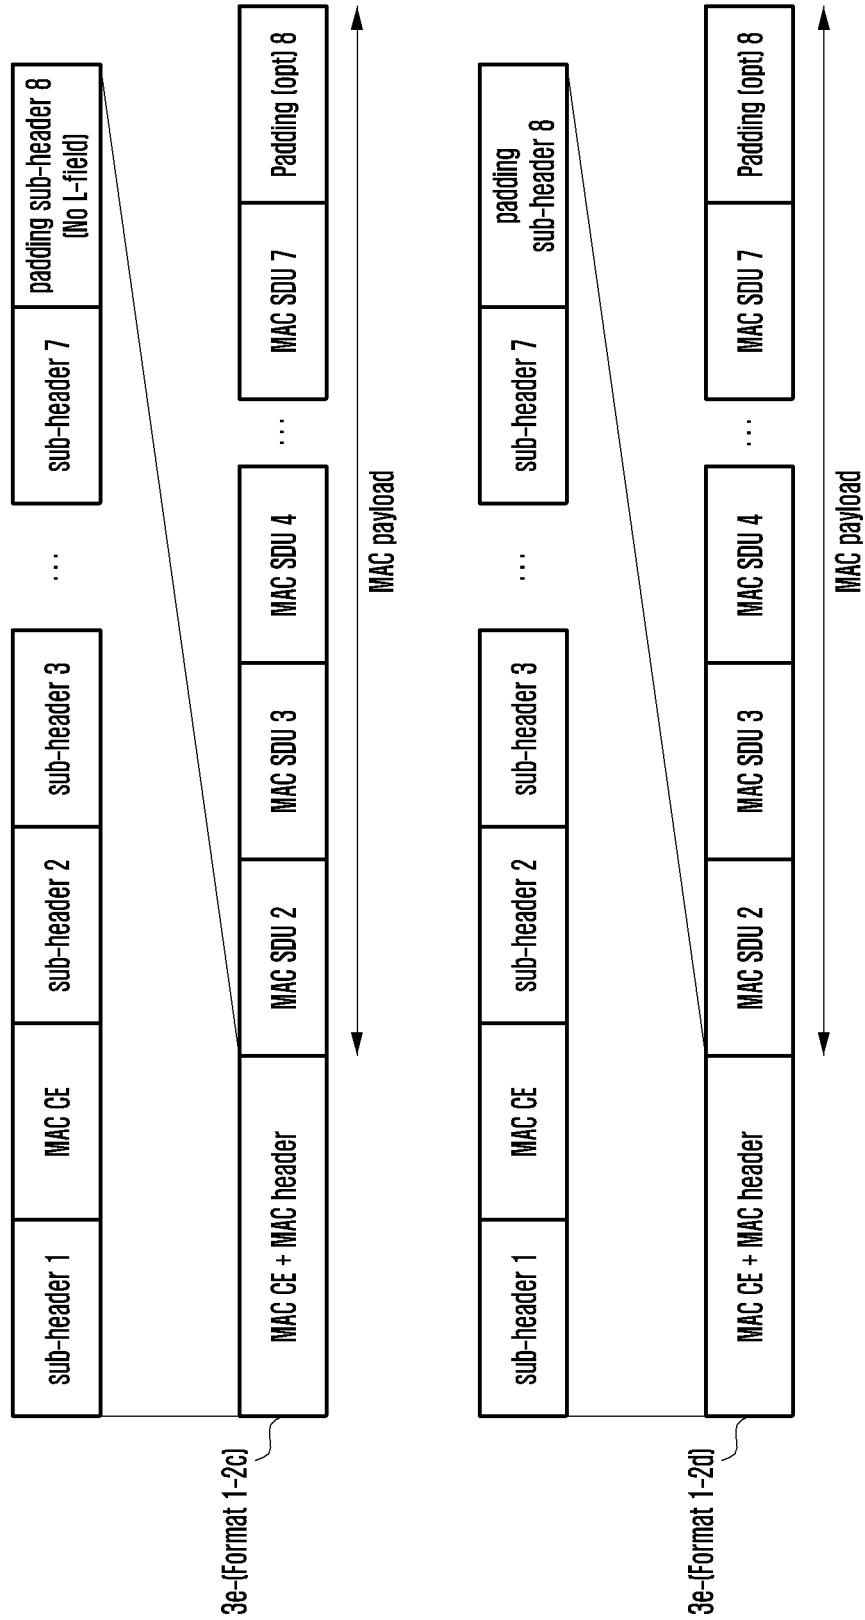 sub-header 1
MAC CE
sub-header 2
sub-header 3
...
sub-header 7
padding sub-header 8
(No L-field)
3e-(Format 1-2c)
MAC CE + MAC header
MAC SDU 2
MAC SDU 3
MAC SDU 4
...
MAC SDU 7
Padding (opt) 8
MAC payload
sub-header 1
MAC CE
sub-header 2
sub-header 3
...
sub-header 7
padding
sub-header 8
3e-(Format 1-2d)
MAC CE + MAC header
MAC SDU 2
MAC SDU 3
MAC SDU 4
...
MAC SDU 7
Padding (opt) 8
MAC payload